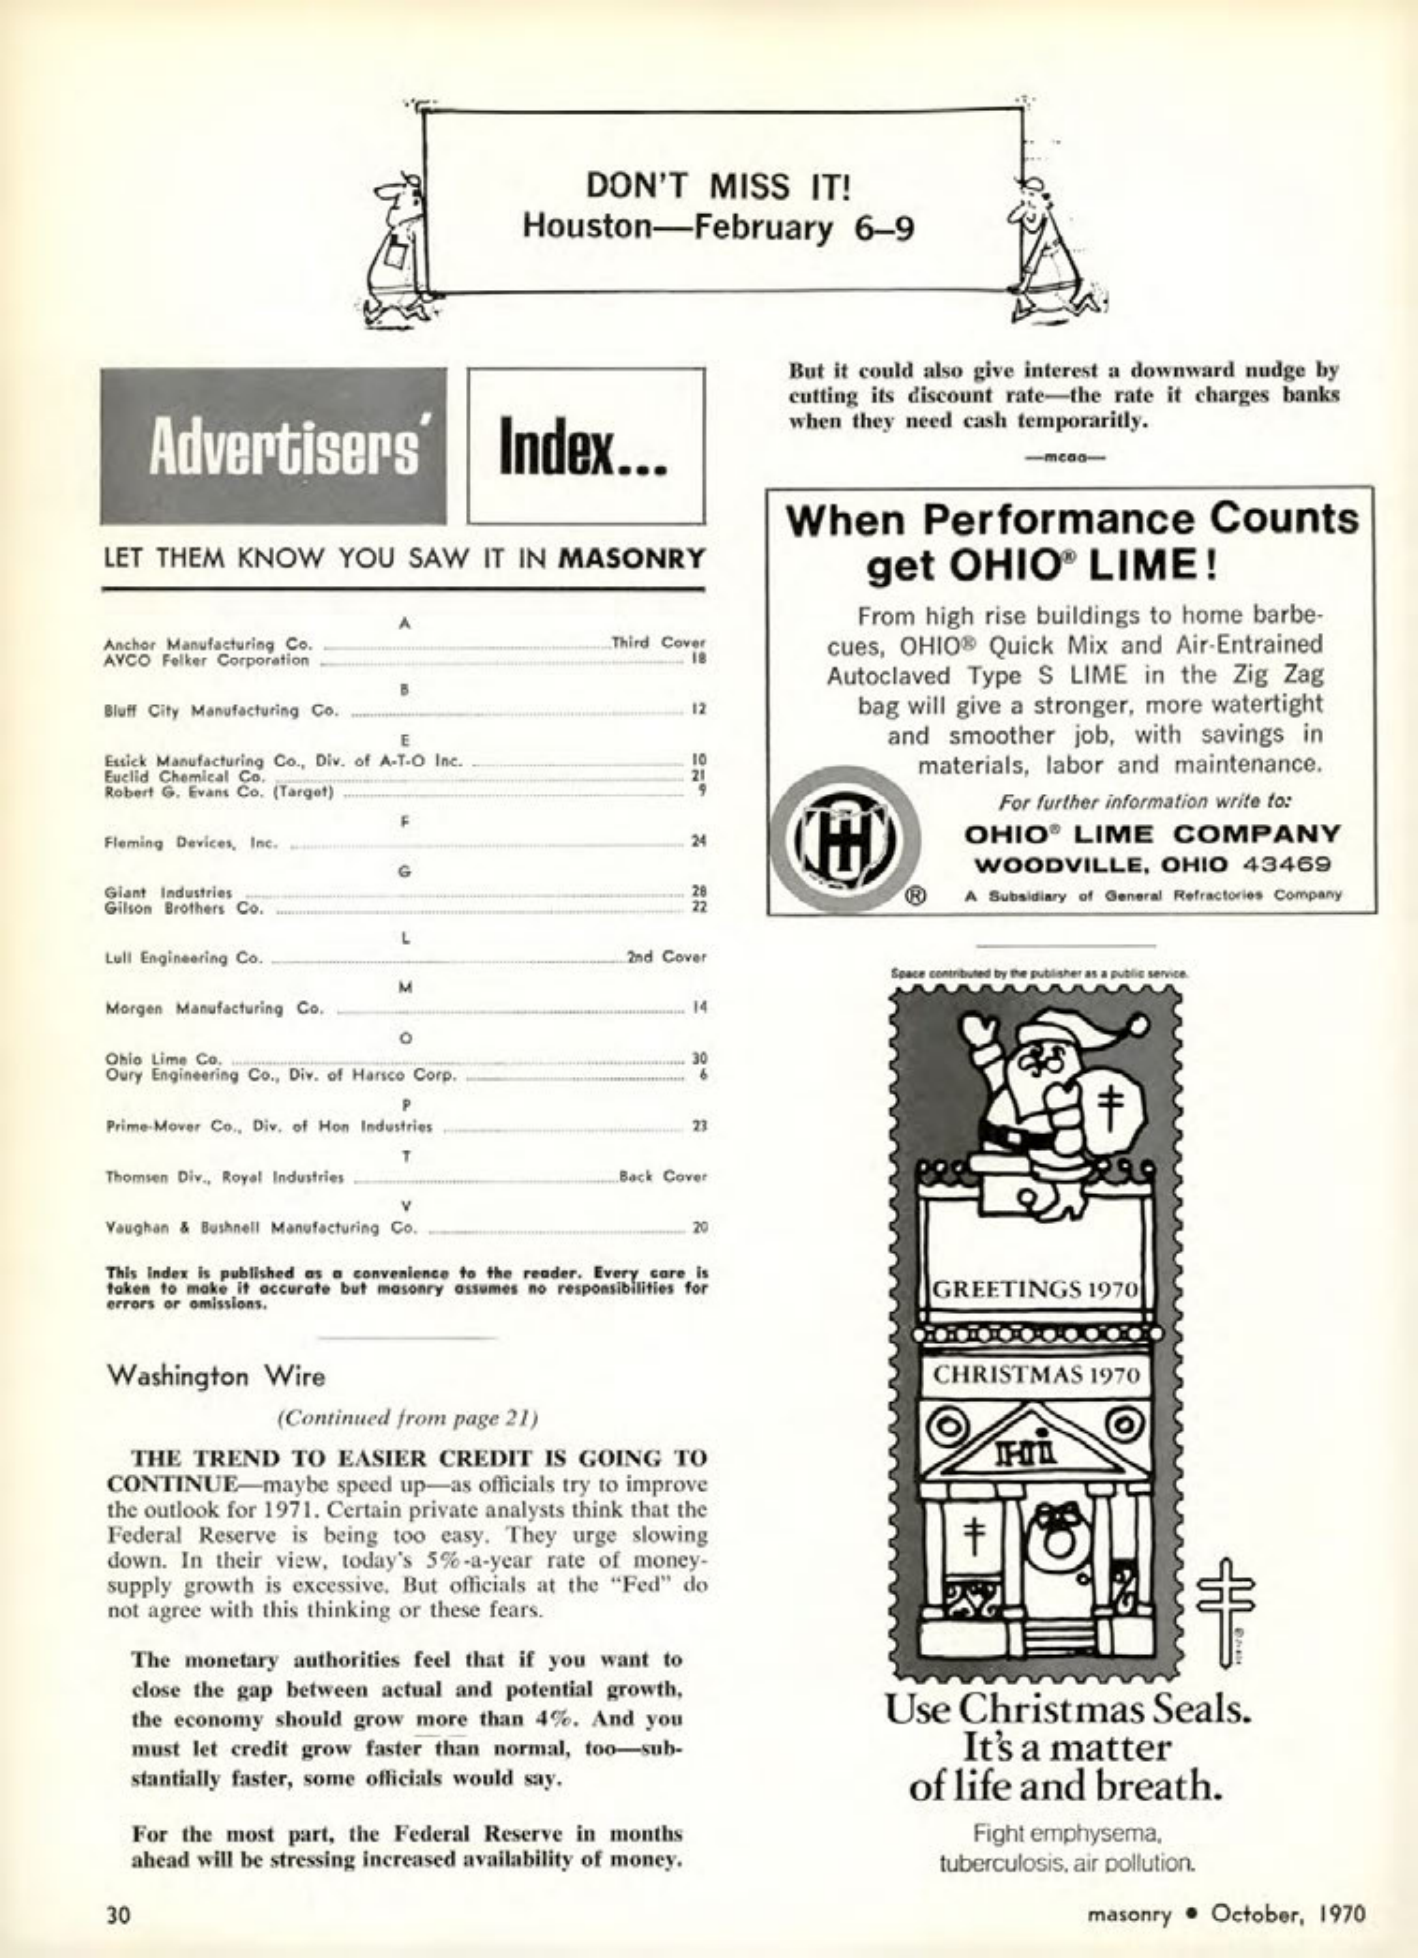 DON'T MISS IT!
Houston—February 6–9
Advertisers'
Index...
LET THEM KNOW YOU SAW IT IN MASONRY
A
Anchor Manufacturing Co. Third Cover
AVCO Felker Corporation 18
B
Bluff City Manufacturing Co. 12
E
Essick Manufacturing Co., Div. of A-T-O Inc. 10
Euclid Chemical Co. 21
Robert G. Evans Co. (Target) 9
F
Fleming Devices, Inc. 24
G
Giant Industries 28
Gilson Brothers Co. 22
L
Lull Engineering Co. 2nd Cover
M
Morgen Manufacturing Co. 14
O
Ohio Lime Co. 30
Oury Engineering Co., Div. of Harsco Corp. 6
P
Prime-Mover Co., Div. of Hon Industries 23
T
Thomsen Div., Royal Industries Back Cover
V
Vaughan & Bushnell Manufacturing Co. 20
This index is published as a convenience to the reader. Every care is
taken to make it accurate but masonry assumes no responsibilities for
errors or omissions.
Washington Wire
(Continued from page 21)
THE TREND TO EASIER CREDIT IS GOING TO
CONTINUE—maybe speed up—as officials try to improve
the outlook for 1971. Certain private analysts think that the
Federal Reserve is being too easy. They urge slowing
down. In their view, today's 5%-a-year rate of money-
supply growth is excessive. But officials at the "Fed" do
not agree with this thinking or these fears.
The monetary authorities feel that if you want to
close the gap between actual and potential growth,
the economy should grow more than 4%. And you
must let credit grow faster than normal, too—sub-
stantially faster, some officials would say.
For the most part, the Federal Reserve in months
ahead will be stressing increased availability of money.
But it could also give interest a downward nudge by
cutting its discount rate—the rate it charges banks
when they need cash temporaritly.
—mcaa—
When Performance Counts
get OHIO® LIME!
From high rise buildings to home barbe-
cues, OHIO® Quick Mix and Air-Entrained
Autoclaved Type S LIME in the Zig Zag
bag will give a stronger, more watertight
and smoother job, with savings in
materials, labor and maintenance.
For further information write to:
OHIO® LIME COMPANY
WOODVILLE, OHIO 43469
®
A Subsidiary of General Refractories Company
Space contributed by the publisher as a public service.
GREETINGS 1970
CHRISTMAS 1970
Hi
Use Christmas Seals.
It's a matter
of life and breath.
Fight emphysema,
tuberculosis, air pollution.
30
masonry • October, 1970